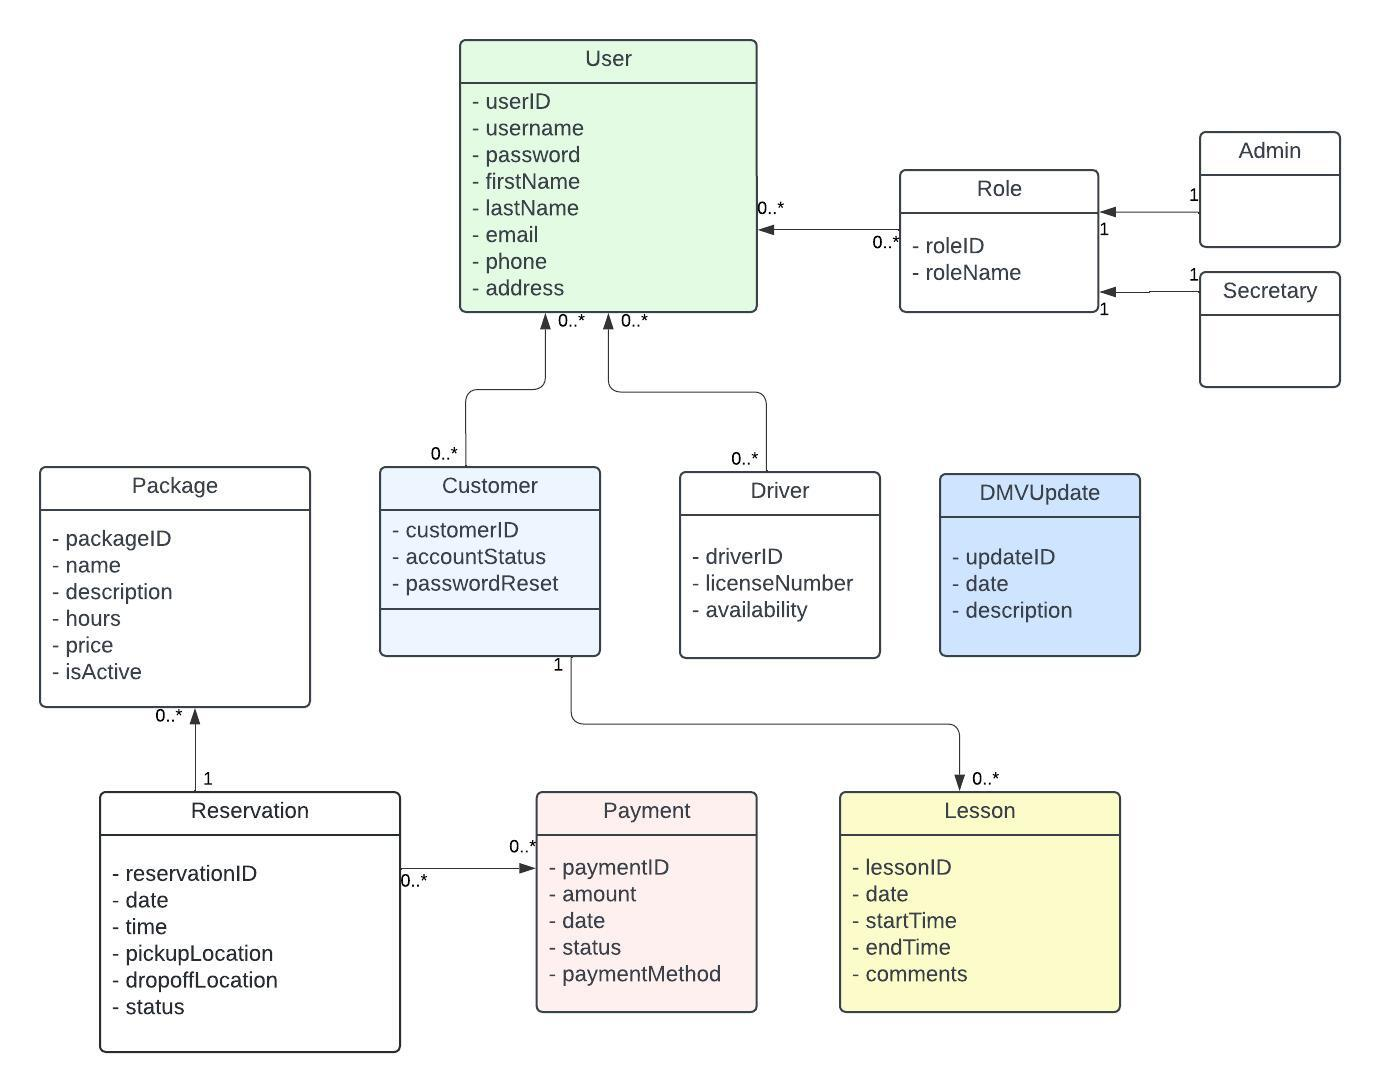 User
- userID
- username
- password
- firstName
- lastName
- email
- phone
- address
0..*
0..*
0..*
0..*
Role
- roleID
- roleName
1
1
Admin
1
1
Secretary
0..*
0..*
Package
- packageID
- name
- description
- hours
- price
- isActive
Customer
- customerID
- accountStatus
- passwordReset
Driver
- driverID
- licenseNumber
- availability
DMVUpdate
- updateID
- date
- description
0..*
1
1
0..*
Reservation
- reservationID
- date
- time
- pickupLocation
- dropoffLocation
- status
0..*
0..*
Payment
- paymentID
- amount
- date
- status
- paymentMethod
Lesson
- lessonID
- date
- startTime
- endTime
- comments